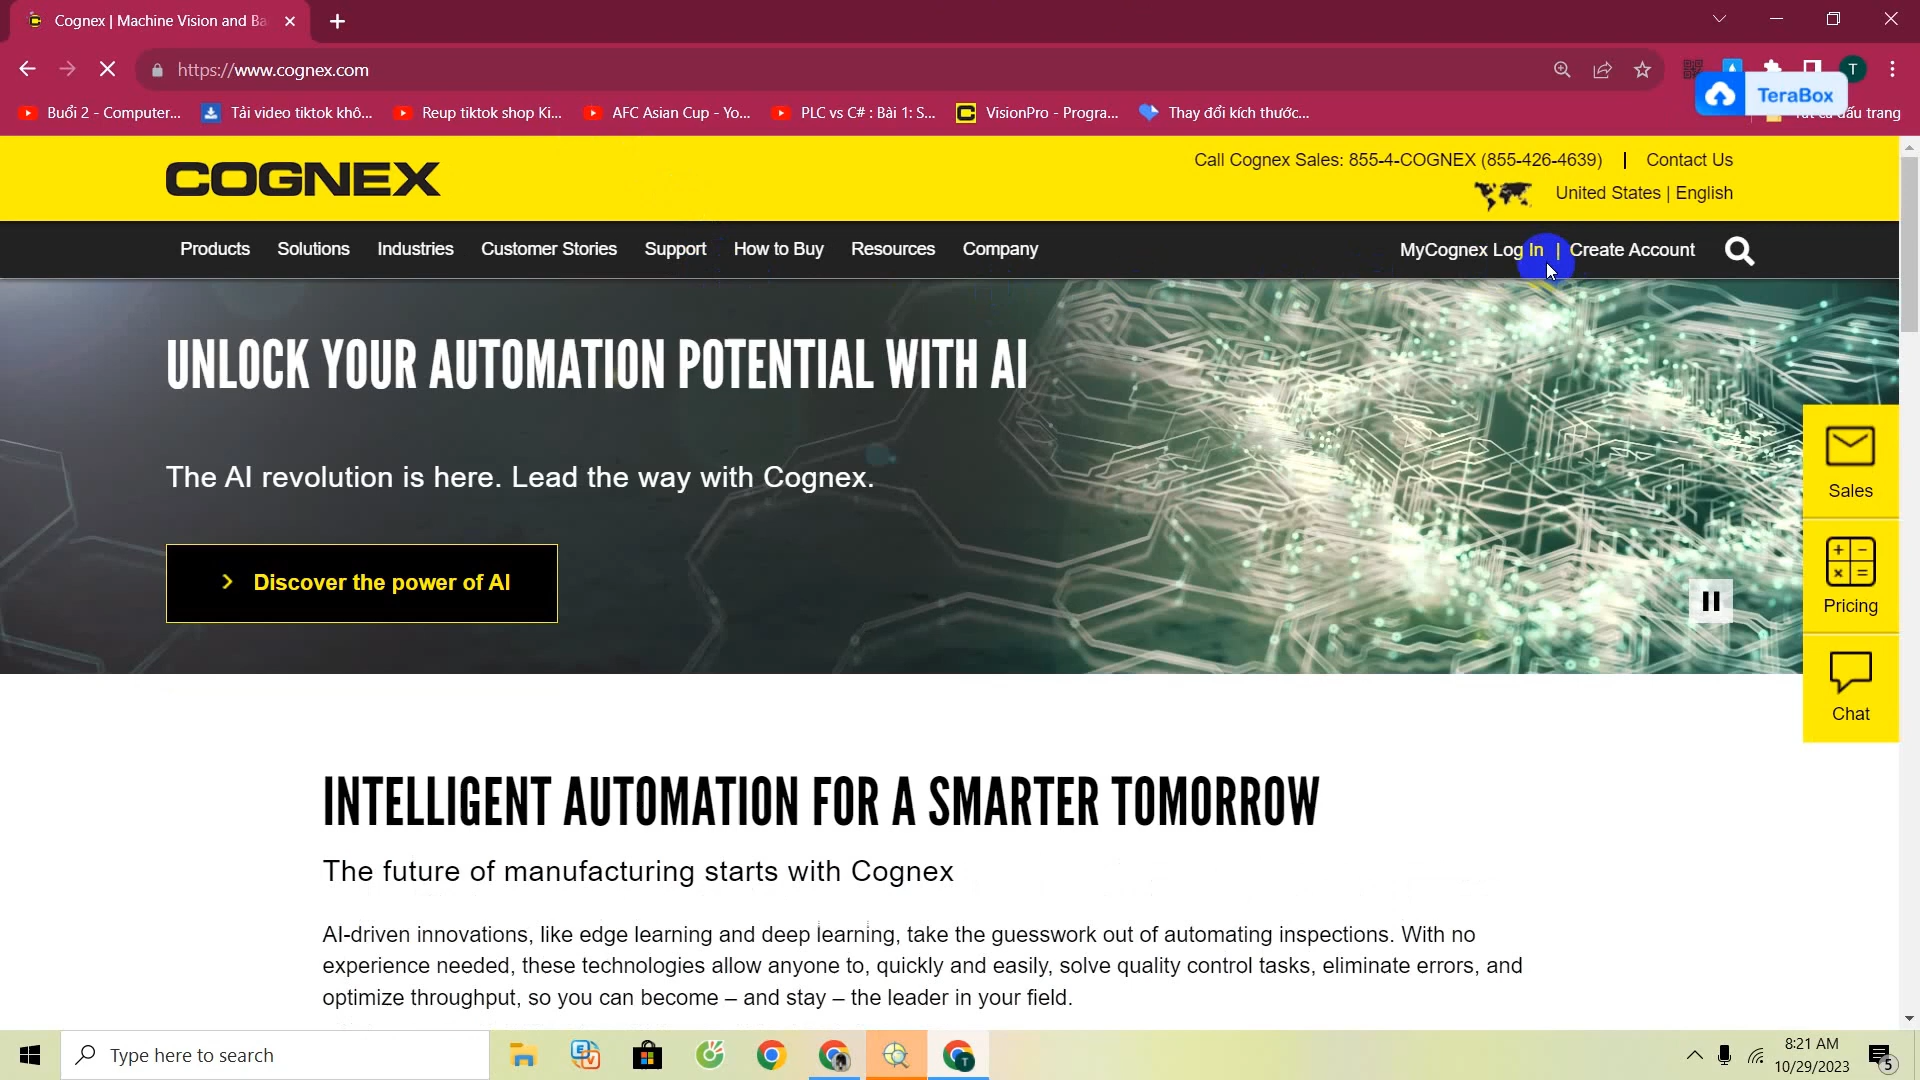 Cognex | Machine Vision and Ba
https://www.cognex.com
T
Buổi 2 - Computer...
Tải video tiktok khô...
Reup tiktok shop Ki...
AFC Asian Cup - Yo...
PLC vs C# : Bài 1: S...
VisionPro - Progra...
Thay đổi kích thước...
TeraBox
dấu trang
COGNEX
Call Cognex Sales: 855-4-COGNEX (855-426-4639) | Contact Us
United States | English
Products Solutions Industries Customer Stories Support How to Buy Resources Company
MyCognex Log In | Create Account
UNLOCK YOUR AUTOMATION POTENTIAL WITH AI
The AI revolution is here. Lead the way with Cognex.
Discover the power of AI
Sales
Pricing
Chat
INTELLIGENT AUTOMATION FOR A SMARTER TOMORROW
The future of manufacturing starts with Cognex
AI-driven innovations, like edge learning and deep learning, take the guesswork out of automating inspections. With no
experience needed, these technologies allow anyone to, quickly and easily, solve quality control tasks, eliminate errors, and
optimize throughput, so you can become – and stay – the leader in your field.
Type here to search
8:21 AM
10/29/2023
5